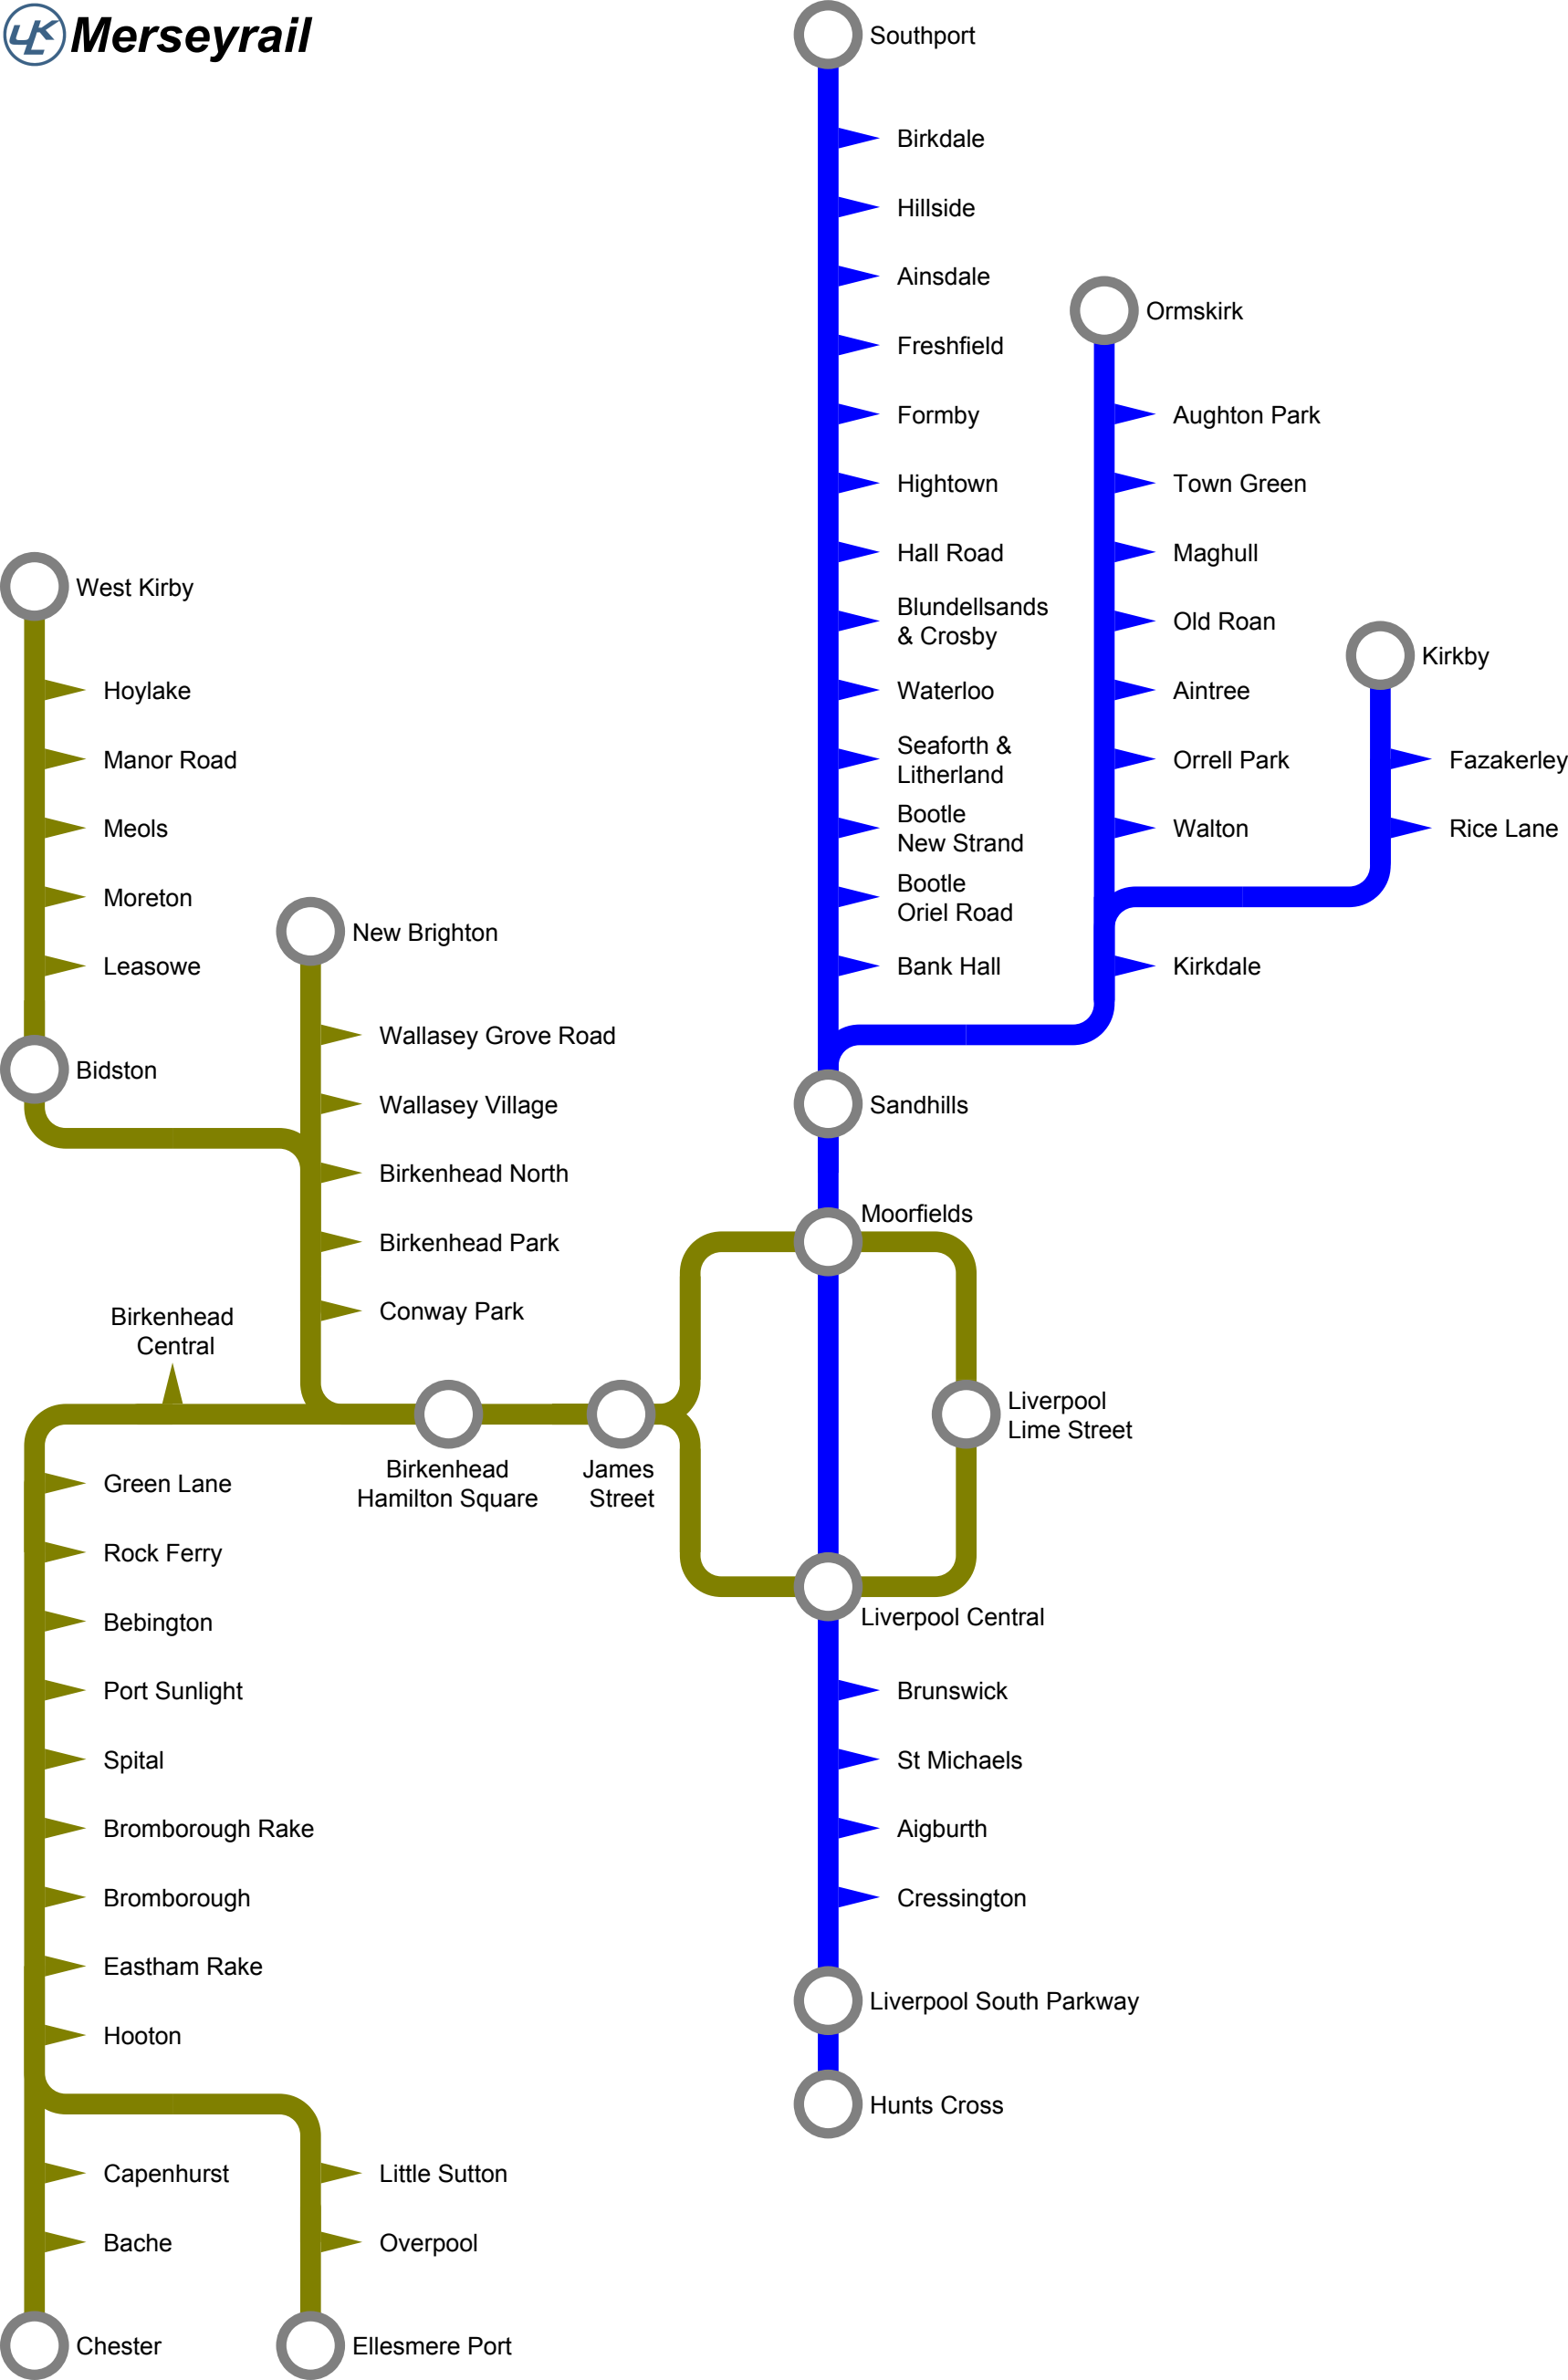 UK
Merseyrail
Southport
Birkdale
Hillside
Ainsdale
Freshfield
Formby
Hightown
Hall Road
Blundellsands
& Crosby
Waterloo
Seaforth &
Litherland
Bootle
New Strand
Bootle
Oriel Road
Bank Hall
Ormskirk
Aughton Park
Town Green
Maghull
Old Roan
Aintree
Orrell Park
Walton
Kirkdale
Kirkby
Fazakerley
Rice Lane
West Kirby
Hoylake
Manor Road
Meols
Moreton
Leasowe
Bidston
New Brighton
Wallasey Grove Road
Wallasey Village
Birkenhead North
Birkenhead Park
Conway Park
Sandhills
Moorfields
Birkenhead
Central
Birkenhead
Hamilton Square
James
Street
Liverpool
Lime Street
Liverpool Central
Green Lane
Rock Ferry
Bebington
Port Sunlight
Spital
Bromborough Rake
Bromborough
Eastham Rake
Hooton
Capenhurst
Bache
Chester
Little Sutton
Overpool
Ellesmere Port
Brunswick
St Michaels
Aigburth
Cressington
Liverpool South Parkway
Hunts Cross